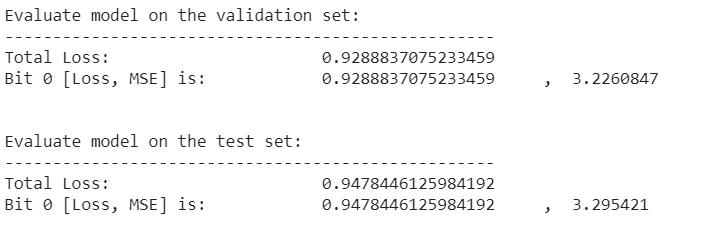 Evaluate model on the validation set:
--------------------------------------------------
Total Loss: 0.9288837075233459
Bit 0 [Loss, MSE] is: 0.9288837075233459 , 3.2260847
Evaluate model on the test set:
--------------------------------------------------
Total Loss: 0.9478446125984192
Bit 0 [Loss, MSE] is: 0.9478446125984192 , 3.295421